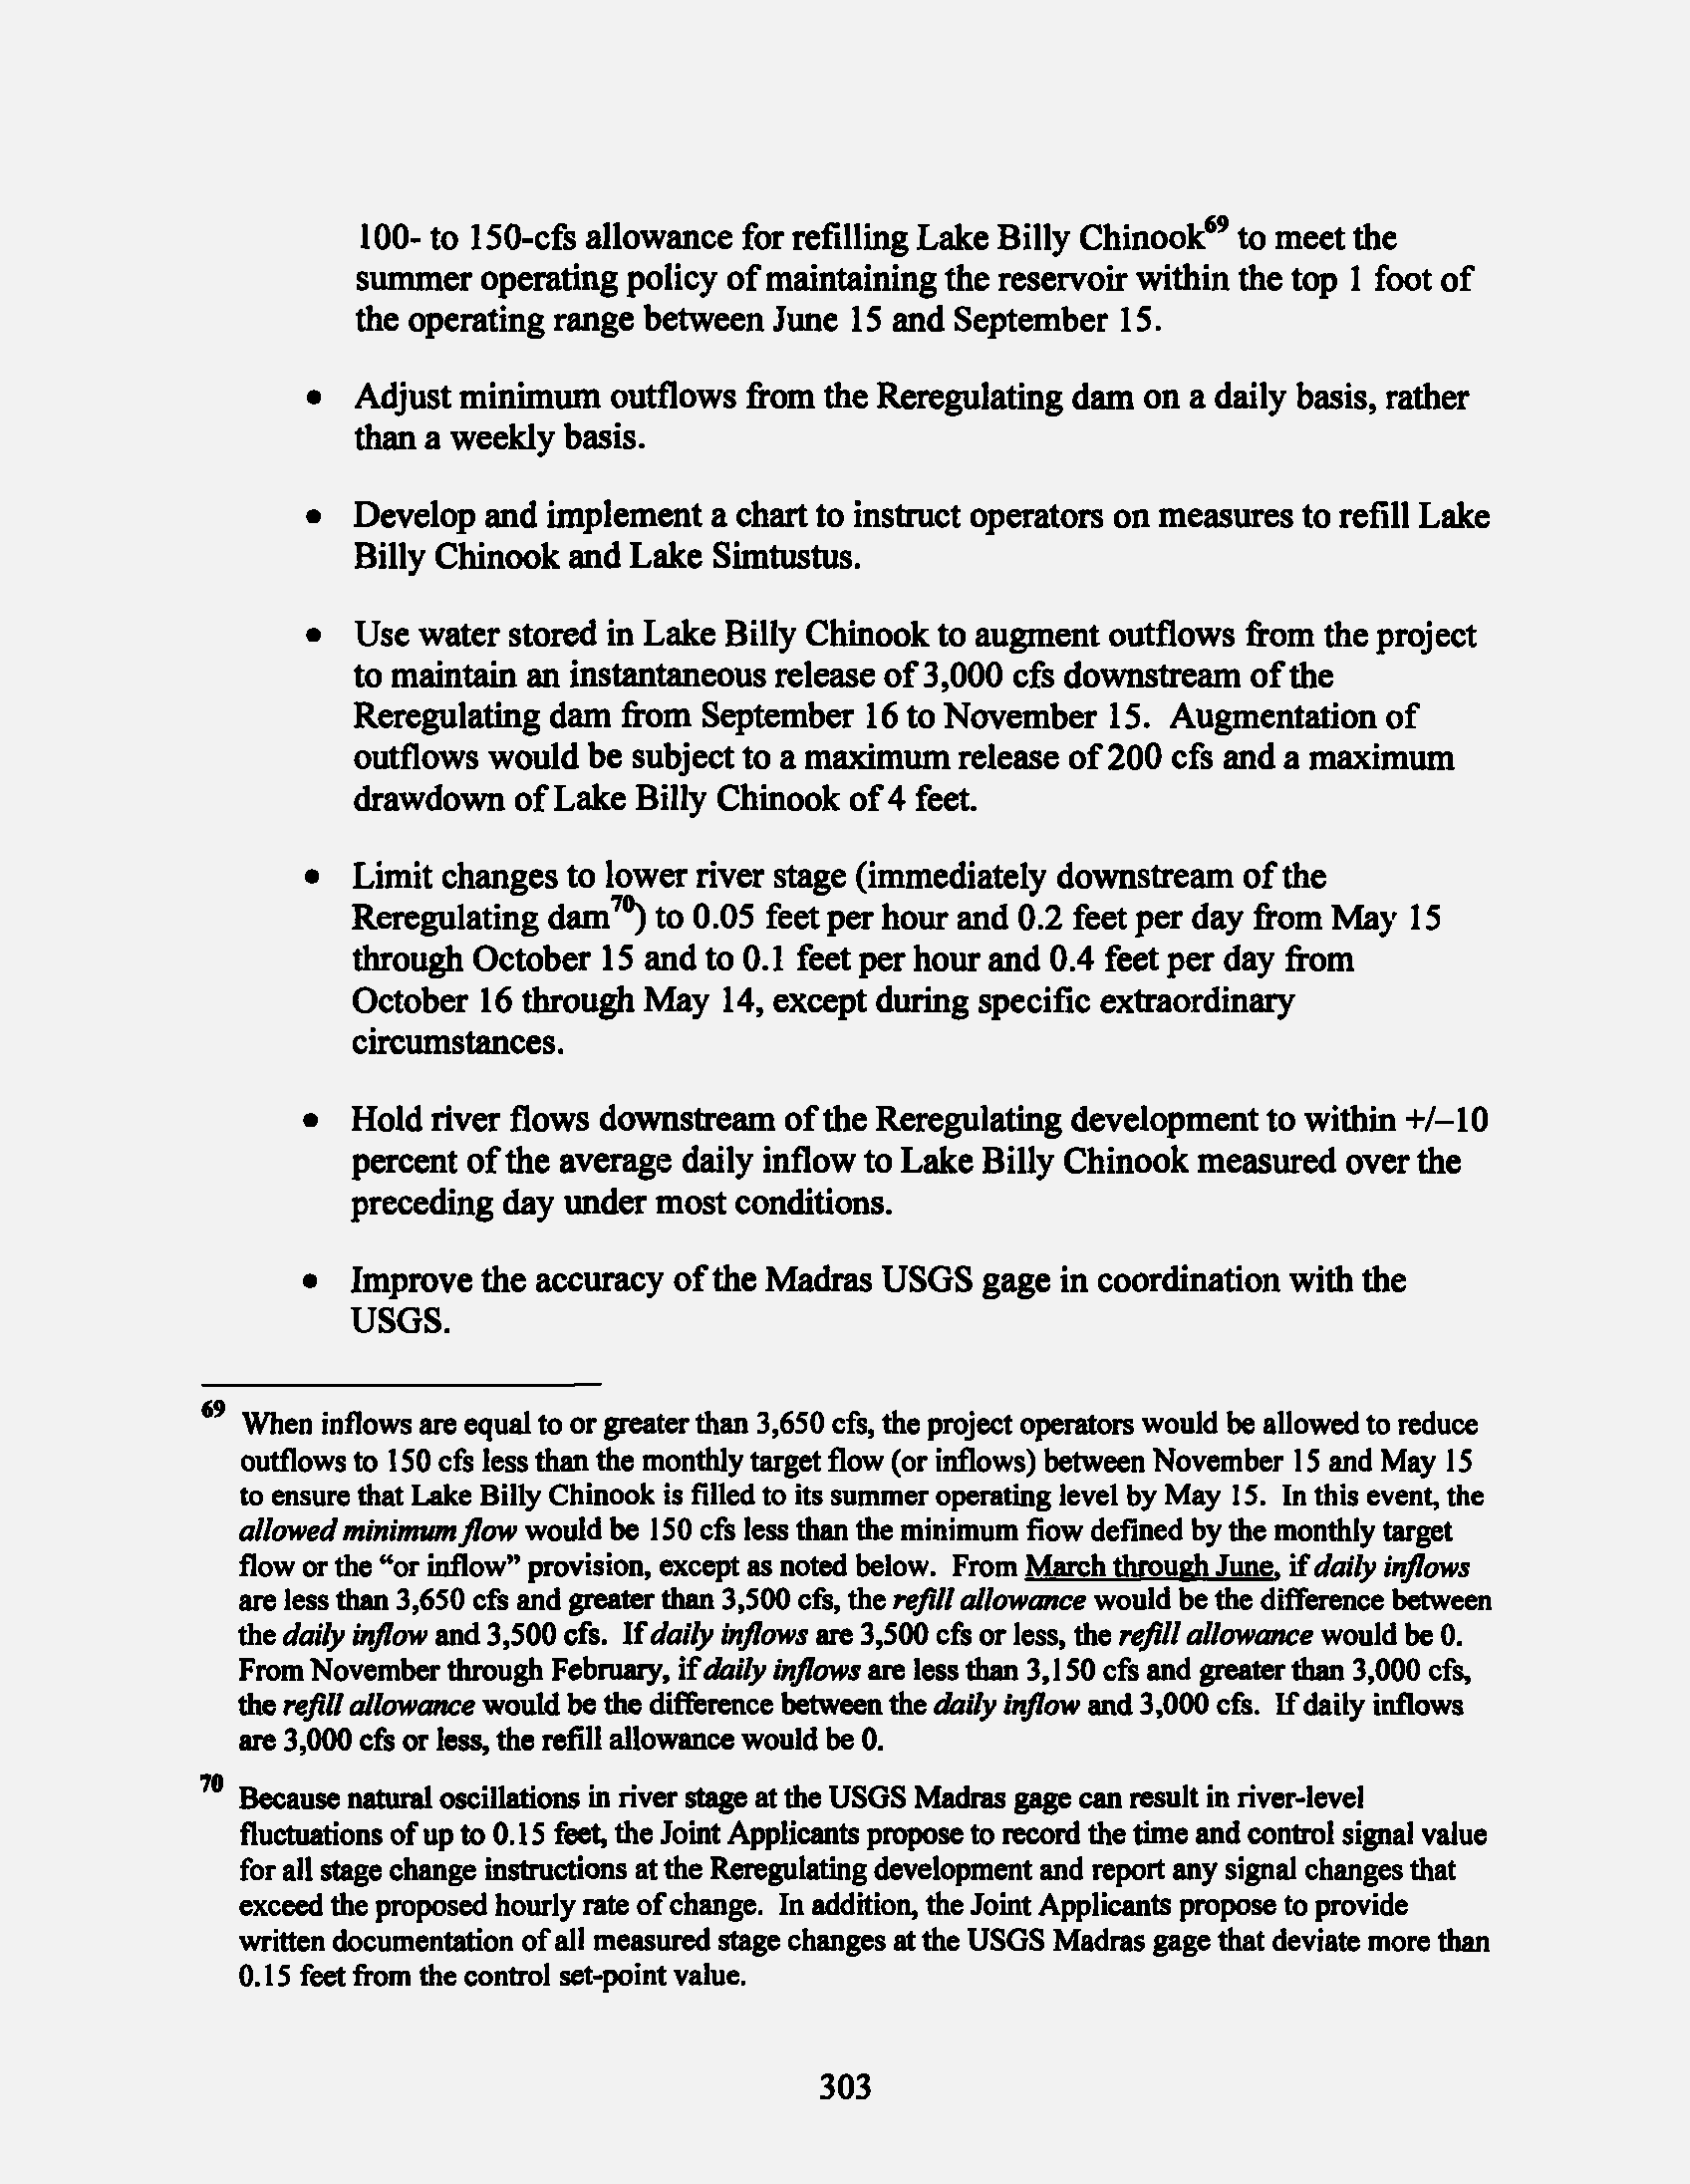 100- to 150-cfs allowance for refilling Lake Billy Chinook69 to meet the
summer operating policy of maintaining the reservoir within the top 1 foot of
the operating range between June 15 and September 15.
• Adjust minimum outflows from the Reregulating dam on a daily basis, rather
than a weekly basis.
• Develop and implement a chart to instruct operators on measures to refill Lake
Billy Chinook and Lake Simtustus.
• Use water stored in Lake Billy Chinook to augment outflows from the project
to maintain an instantaneous release of 3,000 cfs downstream of the
Reregulating dam from September 16 to November 15. Augmentation of
outflows would be subject to a maximum release of 200 cfs and a maximum
drawdown of Lake Billy Chinook of 4 feet.
• Limit changes to lower river stage (immediately downstream of the
Reregulating dam70) to 0.05 feet per hour and 0.2 feet per day from May 15
through October 15 and to 0.1 feet per hour and 0.4 feet per day from
October 16 through May 14, except during specific extraordinary
circumstances.
• Hold river flows downstream of the Reregulating development to within +/–10
percent of the average daily inflow to Lake Billy Chinook measured over the
preceding day under most conditions.
• Improve the accuracy of the Madras USGS gage in coordination with the
USGS.
69 When inflows are equal to or greater than 3,650 cfs, the project operators would be allowed to reduce
outflows to 150 cfs less than the monthly target flow (or inflows) between November 15 and May 15
to ensure that Lake Billy Chinook is filled to its summer operating level by May 15. In this event, the
allowed minimum flow would be 150 cfs less than the minimum flow defined by the monthly target
flow or the “or inflow” provision, except as noted below. From March through June, if daily inflows
are less than 3,650 cfs and greater than 3,500 cfs, the refill allowance would be the difference between
the daily inflow and 3,500 cfs. If daily inflows are 3,500 cfs or less, the refill allowance would be 0.
From November through February, if daily inflows are less than 3,150 cfs and greater than 3,000 cfs,
the refill allowance would be the difference between the daily inflow and 3,000 cfs. If daily inflows
are 3,000 cfs or less, the refill allowance would be 0.
70 Because natural oscillations in river stage at the USGS Madras gage can result in river-level
fluctuations of up to 0.15 feet, the Joint Applicants propose to record the time and control signal value
for all stage change instructions at the Reregulating development and report any signal changes that
exceed the proposed hourly rate of change. In addition, the Joint Applicants propose to provide
written documentation of all measured stage changes at the USGS Madras gage that deviate more than
0.15 feet from the control set-point value.
303